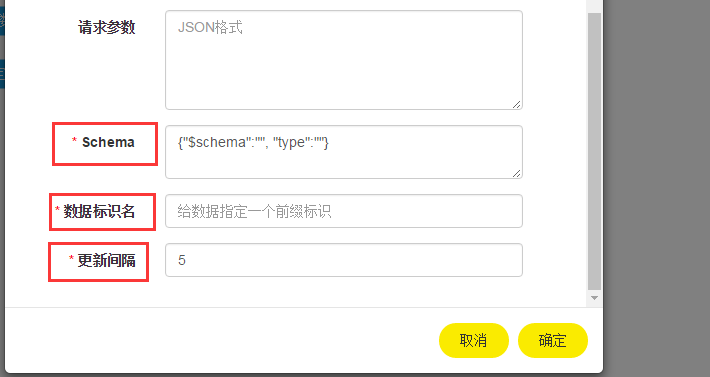 请求参数 JSON格式
* Schema {"$schema":"", "type":""}
* 数据标识名 给数据指定一个前缀标识
* 更新间隔 5
取消 确定